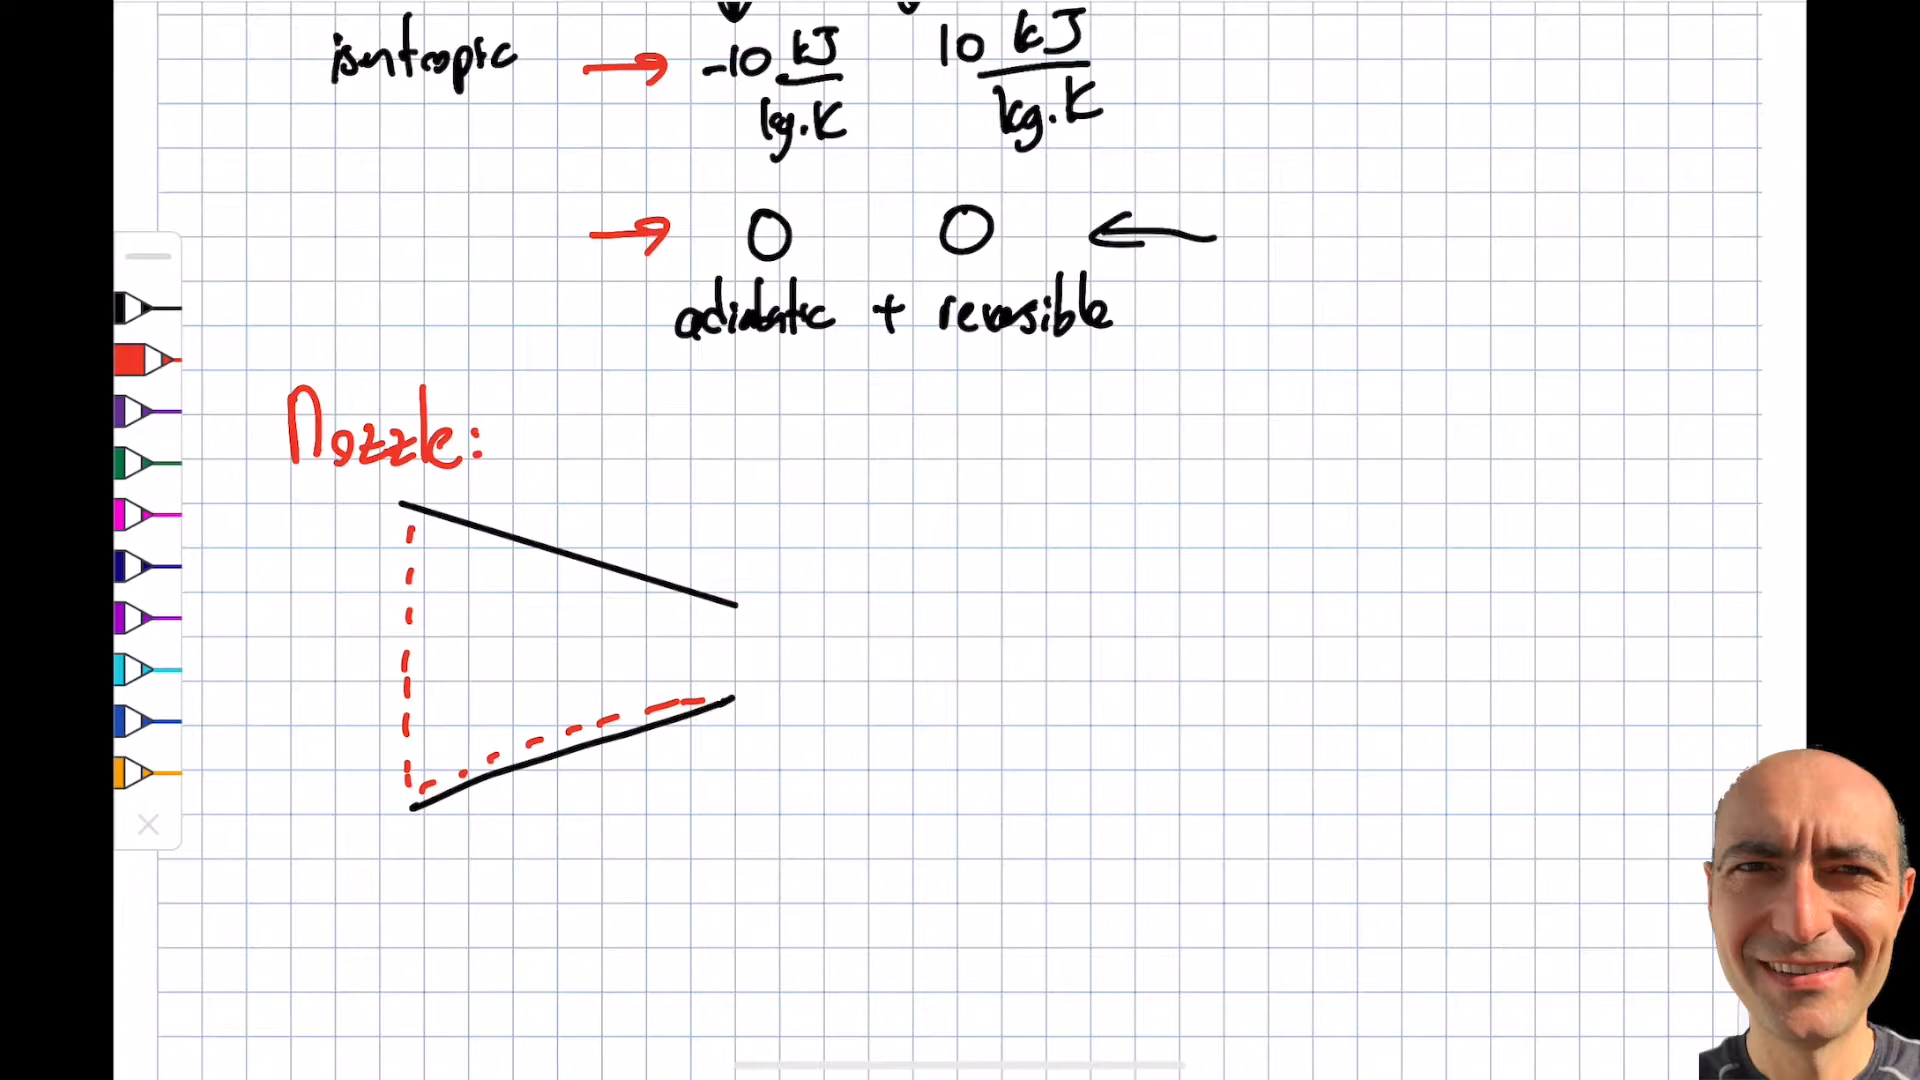 isentropic → -10 kJ/kg.K 10 kJ/kg.K
→ 0 0 ←
adiabatic + reversible
Nozzle: